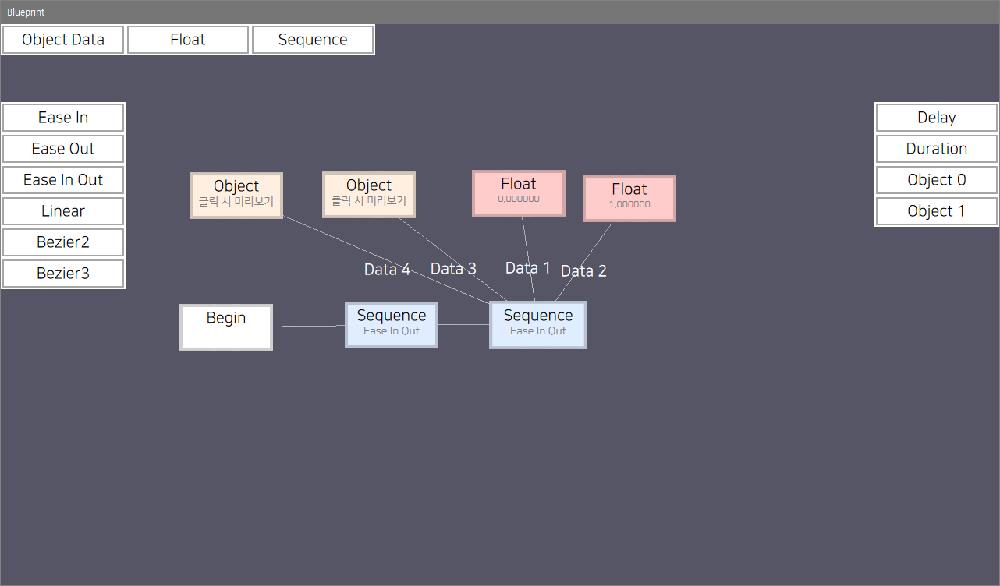 Blueprint
Object Data
Float
Sequence
Ease In
Ease Out
Ease In Out
Linear
Bezier2
Bezier3
Delay
Duration
Object 0
Object 1
Object
클릭 시 미리보기
Object
클릭 시 미리보기
Float
0,000000
Float
1,000000
Data 4
Data 3
Data 1
Data 2
Begin
Sequence
Ease In Out
Sequence
Ease In Out